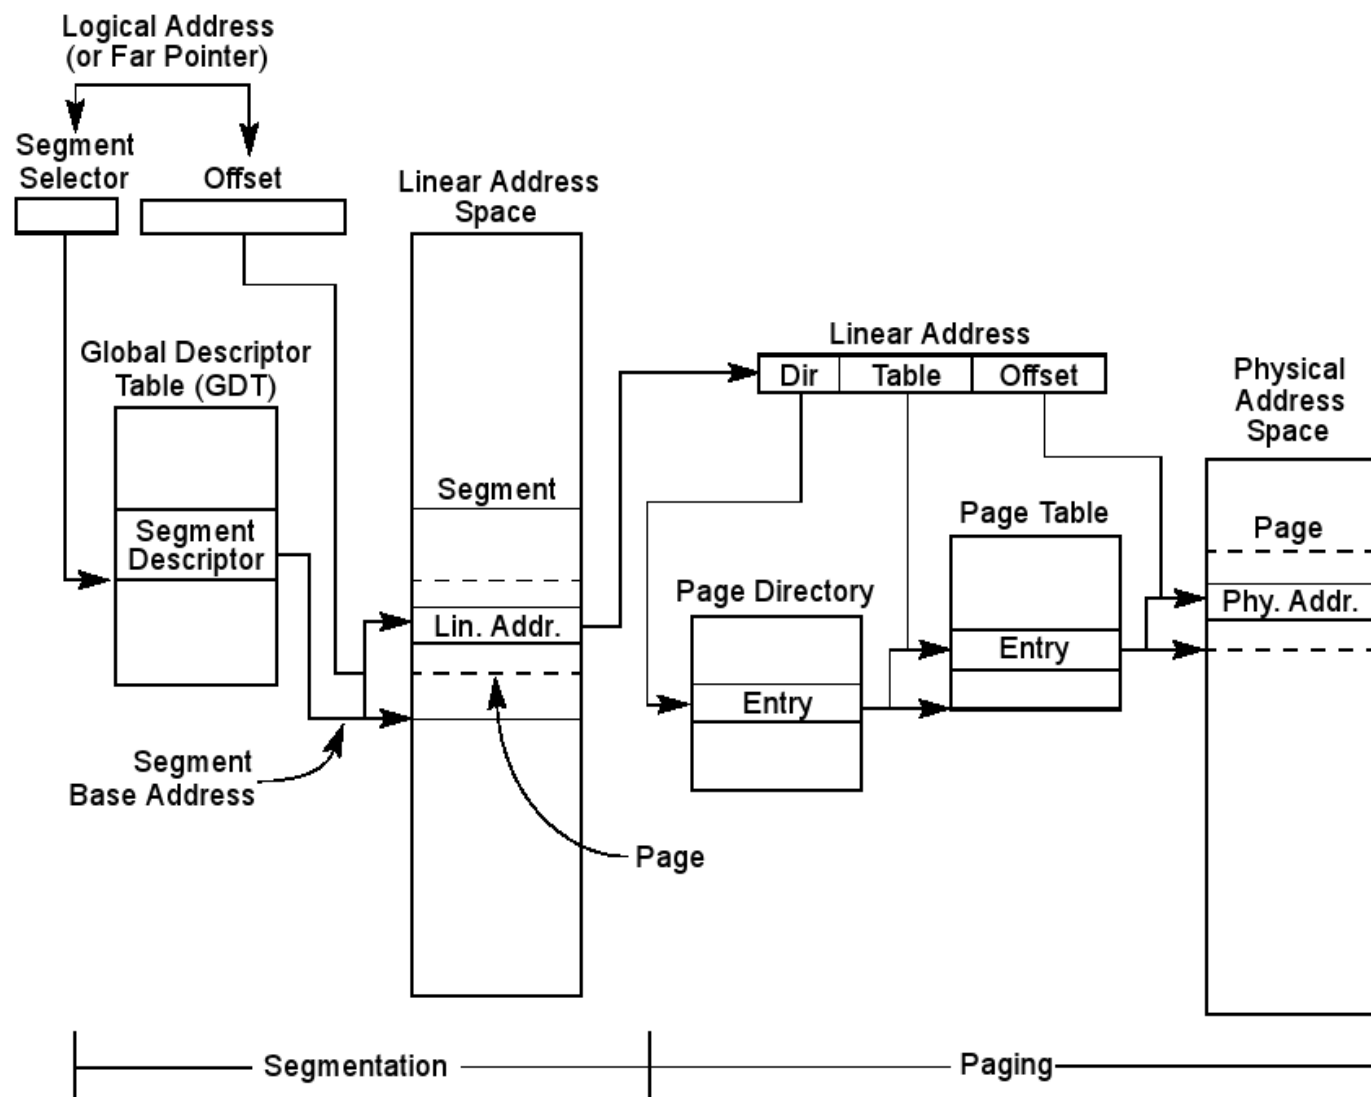 Logical Address
(or Far Pointer)
Segment
Selector
Offset
Linear Address
Space
Global Descriptor
Table (GDT)
Segment
Descriptor
Segment
Lin. Addr.
Segment
Base Address
Page
Linear Address
Dir
Table
Offset
Page Directory
Entry
Page Table
Entry
Physical
Address
Space
Page
Phy. Addr.
Segmentation
Paging